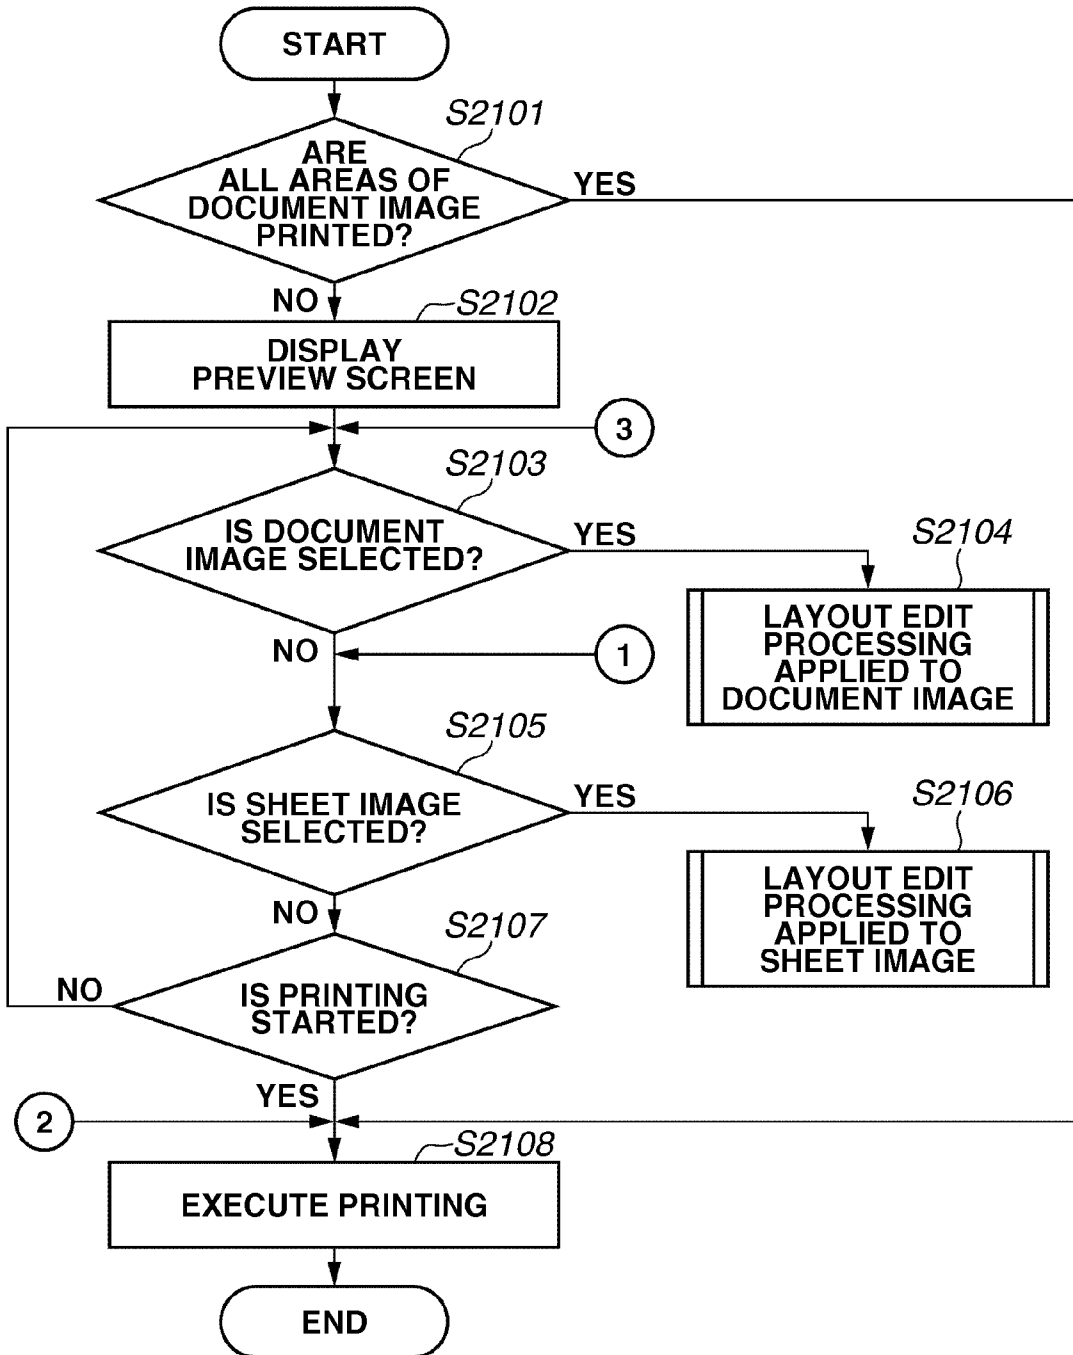 START
S2101
ARE
ALL AREAS OF
DOCUMENT IMAGE
PRINTED?
YES
NO
S2102
DISPLAY
PREVIEW SCREEN
3
S2103
IS DOCUMENT
IMAGE SELECTED?
YES
S2104
LAYOUT EDIT
PROCESSING
APPLIED TO
DOCUMENT IMAGE
NO
1
S2105
IS SHEET IMAGE
SELECTED?
YES
S2106
LAYOUT EDIT
PROCESSING
APPLIED TO
SHEET IMAGE
NO
S2107
IS PRINTING
STARTED?
NO
YES
2
S2108
EXECUTE PRINTING
END